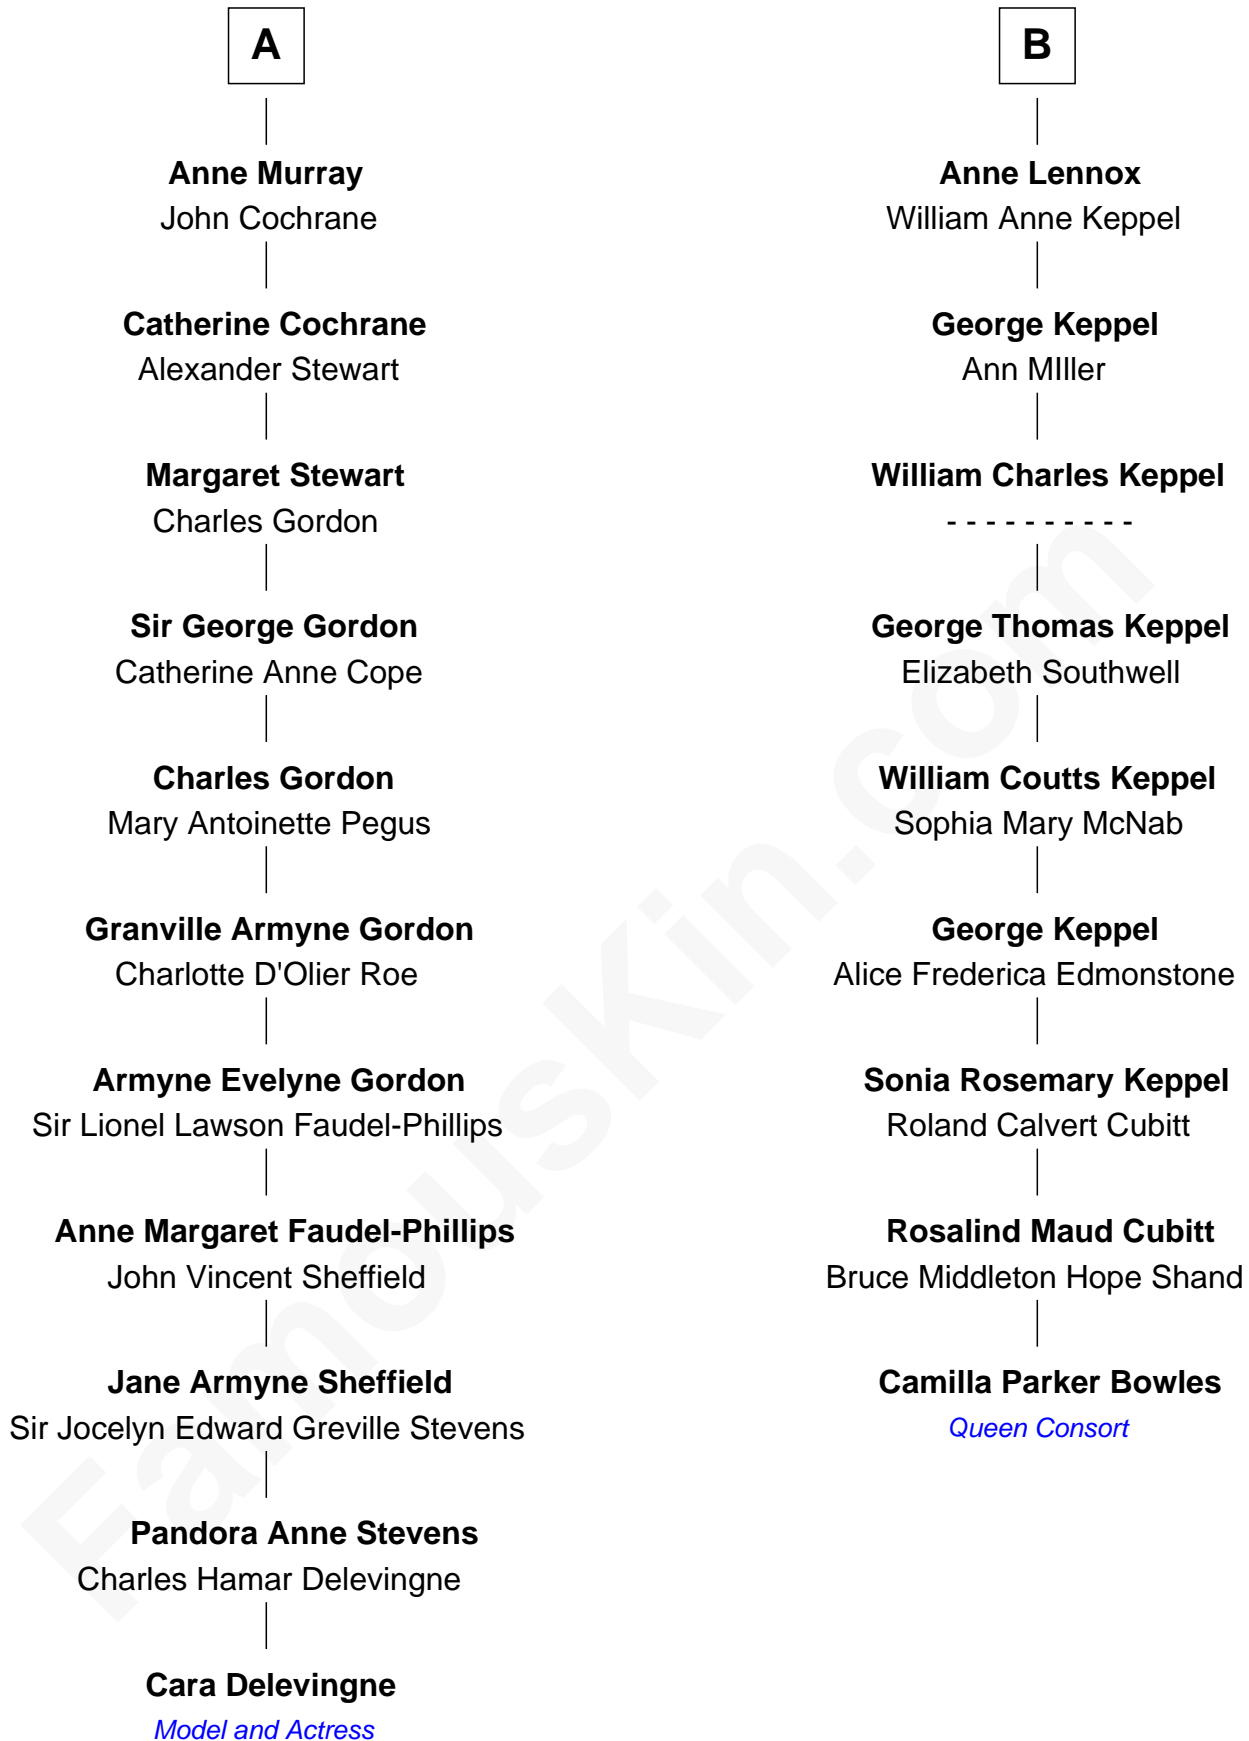 A
Anne Murray
John Cochrane
Catherine Cochrane
Alexander Stewart
Margaret Stewart
Charles Gordon
Sir George Gordon
Catherine Anne Cope
Charles Gordon
Mary Antoinette Pegus
Granville Armyne Gordon
Charlotte D'Olier Roe
Armyne Evelyne Gordon
Sir Lionel Lawson Faudel-Phillips
Anne Margaret Faudel-Phillips
John Vincent Sheffield
Jane Armyne Sheffield
Sir Jocelyn Edward Greville Stevens
Pandora Anne Stevens
Charles Hamar Delevingne
Cara Delevingne
Model and Actress
B
Anne Lennox
William Anne Keppel
George Keppel
Ann MIller
William Charles Keppel
- - - - - - - - - -
George Thomas Keppel
Elizabeth Southwell
William Coutts Keppel
Sophia Mary McNab
George Keppel
Alice Frederica Edmonstone
Sonia Rosemary Keppel
Roland Calvert Cubitt
Rosalind Maud Cubitt
Bruce Middleton Hope Shand
Camilla Parker Bowles
Queen Consort
FamousKin.com